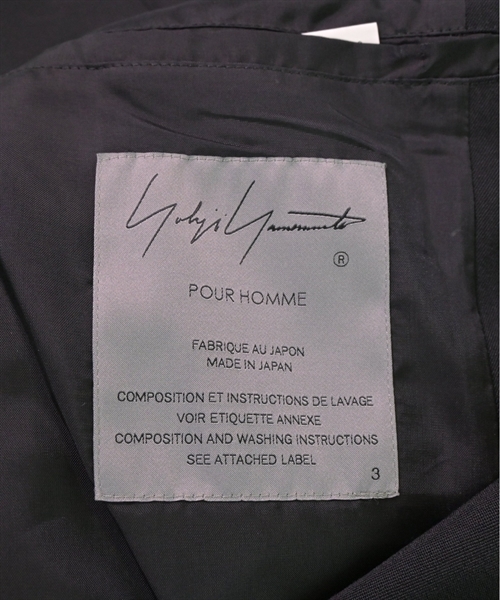 Yohji Yamamoto
®
POUR HOMME
FABRIQUE AU JAPON
MADE IN JAPAN
COMPOSITION ET INSTRUCTIONS DE LAVAGE
VOIR ETIQUETTE ANNEXE
COMPOSITION AND WASHING INSTRUCTIONS
SEE ATTACHED LABEL
3